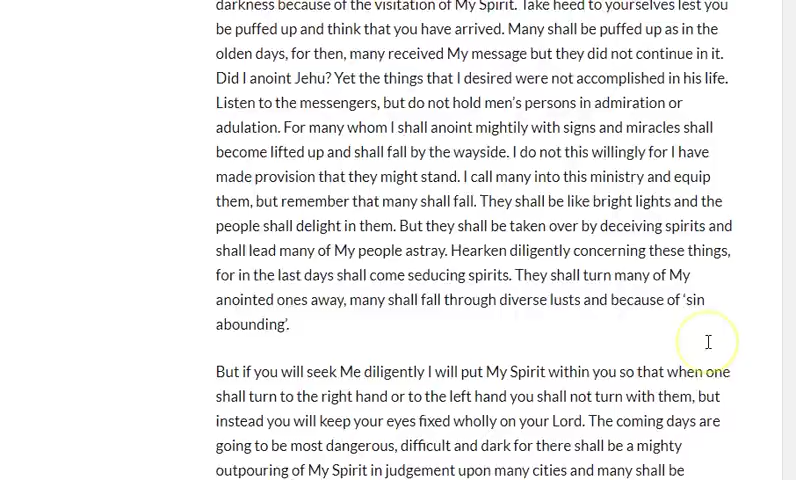 darkness because of the visitation of My Spirit. Take heed to yourselves lest you
be puffed up and think that you have arrived. Many shall be puffed up as in the
olden days, for then, many received My message but they did not continue in it.
Did I anoint Jehu? Yet the things that I desired were not accomplished in his life.
Listen to the messengers, but do not hold men's persons in admiration or
adulation. For many whom I shall anoint mightily with signs and miracles shall
become lifted up and shall fall by the wayside. I do not this willingly for I have
made provision that they might stand. I call many into this ministry and equip
them, but remember that many shall fall. They shall be like bright lights and the
people shall delight in them. But they shall be taken over by deceiving spirits and
shall lead many of My people astray. Hearken diligently concerning these things,
for in the last days shall come seducing spirits. They shall turn many of My
anointed ones away, many shall fall through diverse lusts and because of ‘sin
abounding’.
But if you will seek Me diligently I will put My Spirit within you so that when one
shall turn to the right hand or to the left hand you shall not turn with them, but
instead you will keep your eyes fixed wholly on your Lord. The coming days are
going to be most dangerous, difficult and dark for there shall be a mighty
outpouring of My Spirit in judgement upon many cities and many shall be